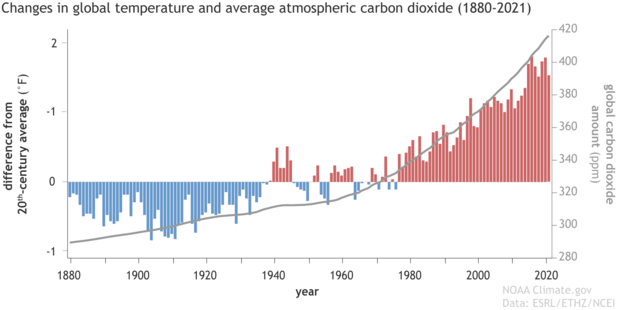 Changes in global temperature and average atmospheric carbon dioxide (1880-2021)
difference from
20th-century average (°F)
2
-1
0
-1
420
400
380
360
340
320
300
280
global carbon dioxide
amount (ppm)
1880
1900
1920
1940
1960
1980
2000
2020
year
NOAA Climate.gov
Data: ESRL/ETHZ/NCEI